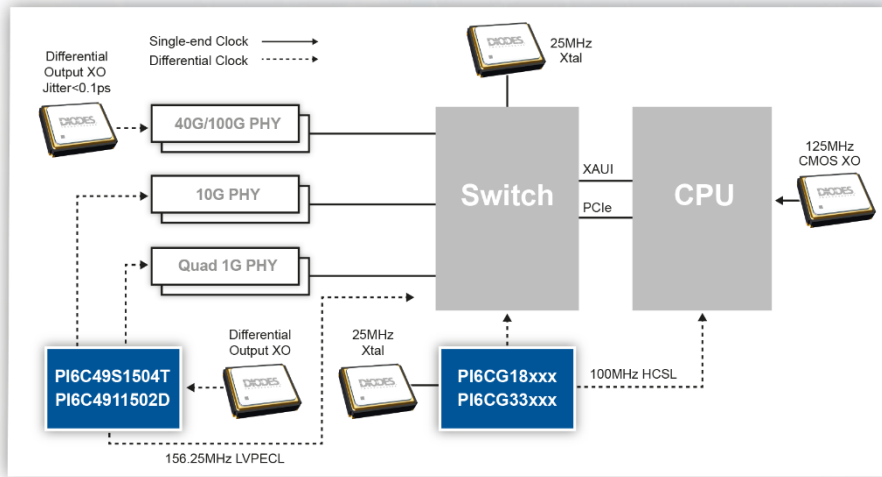 Single-end Clock
Differential Clock
Differential
Output XO
Jitter<0.1ps
DIODES
25MHz
Xtal
DIODES
40G/100G PHY
10G PHY
Quad 1G PHY
Switch
XAUI
PCIe
CPU
125MHz
CMOS XO
DIODES
PI6C49S1504T
PI6C4911502D
Differential
Output XO
DIODES
25MHz
Xtal
DIODES
PI6CG18xxx
PI6CG33xxx
100MHz HCSL
156.25MHz LVPECL